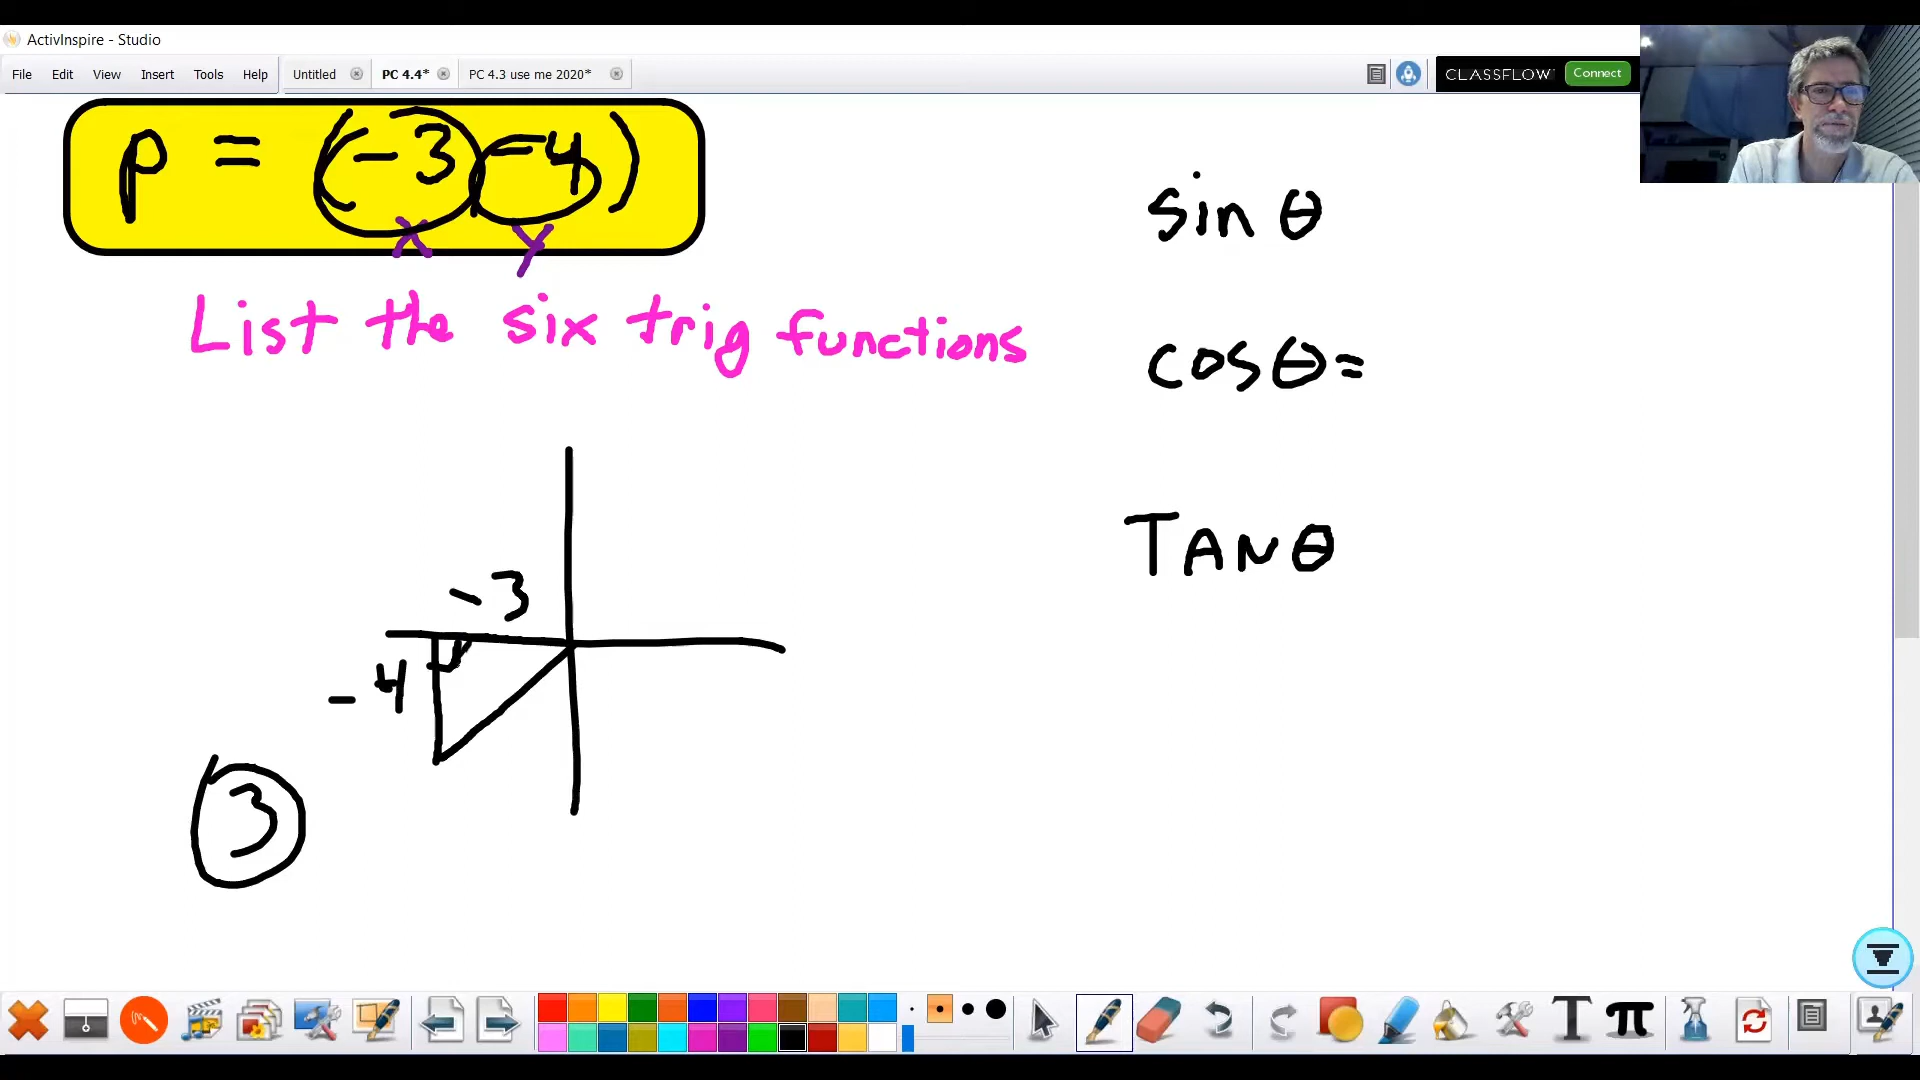 ActivInspire - Studio
File Edit View Insert Tools Help Untitled PC 4.4* PC 4.3 use me 2020* CLASSFLOW Connect
p = (-3, -4)
x y
List the six trig functions
sin θ
cos θ =
TAN θ
-3
-4
3
T π